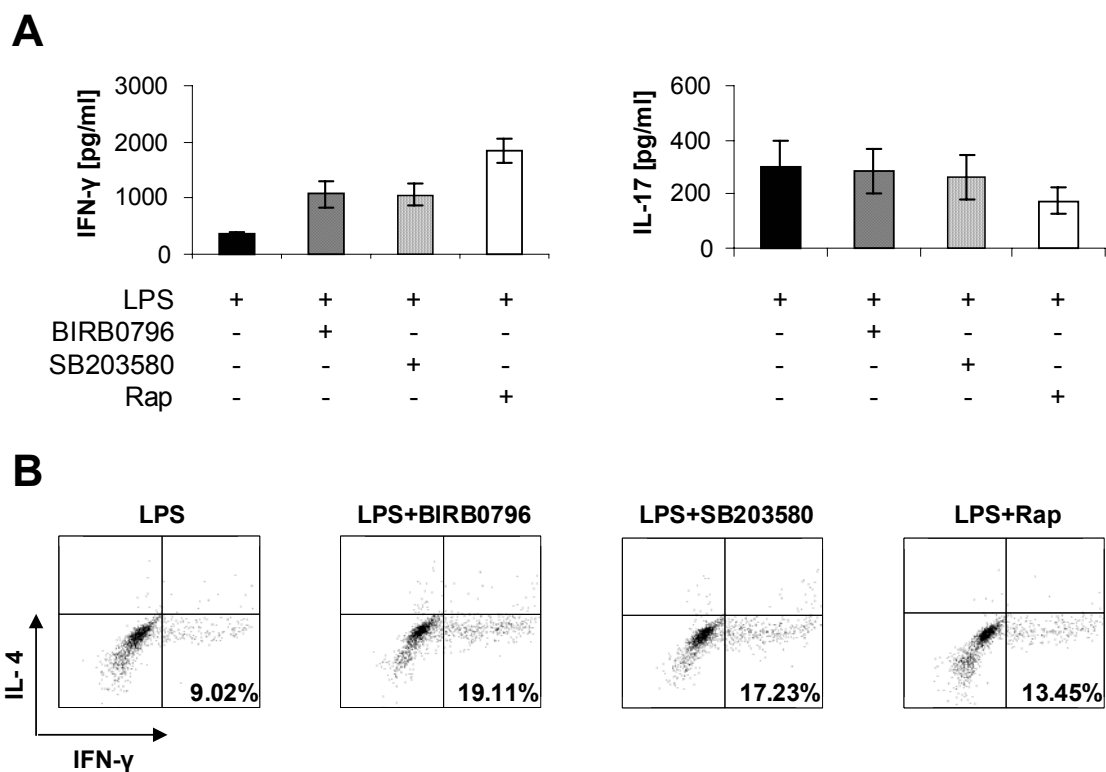 A
IFN-γ [pg/ml]
3000
2000
1000
0
IL-17 [pg/ml]
600
400
200
0
LPS + + + + + + + +
BIRB0796 - + - - - + - -
SB203580 - - + - - - + -
Rap - - - + - - - +
B
LPS LPS+BIRB0796 LPS+SB203580 LPS+Rap
9.02% 19.11% 17.23% 13.45%
IL- 4
IFN-γ